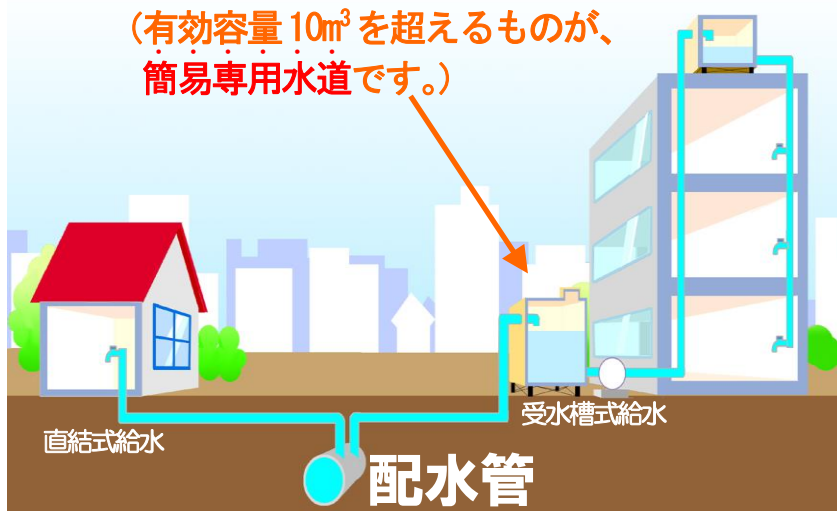 （有効容量10㎥を超えるものが、
簡易専用水道です。）
受水槽式給水
直結式給水
配水管